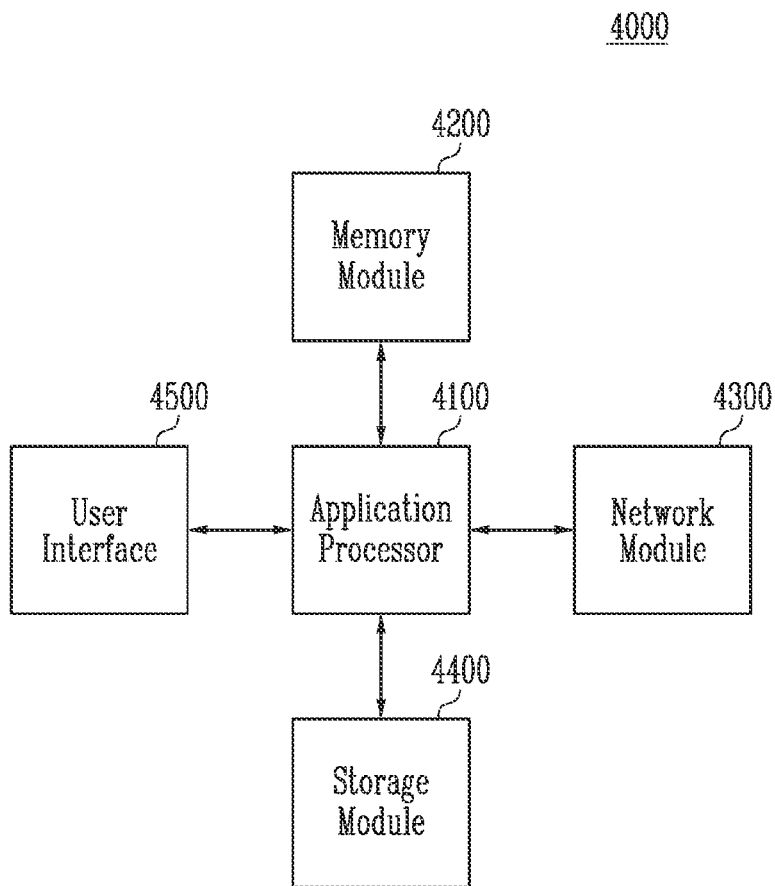 4000
4200
Memory
Module
4500
4100
4300
User
Interface
Application
Processor
Network
Module
4400
Storage
Module